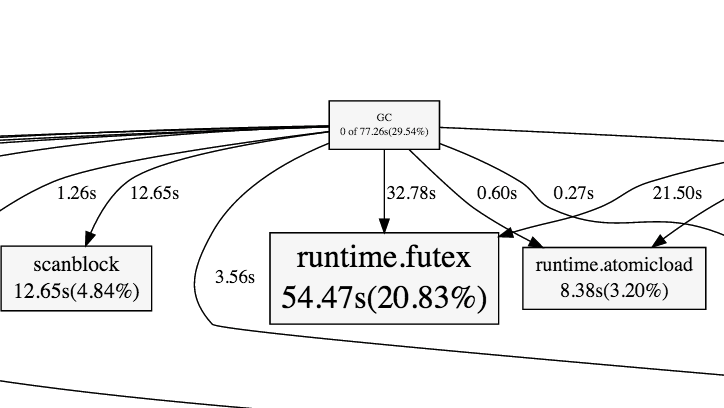 GC
0 of 77.26s(29.54%)
1.26s
12.65s
32.78s
0.60s
0.27s
21.50s
scanblock
12.65s(4.84%)
3.56s
runtime.futex
54.47s(20.83%)
runtime.atomicload
8.38s(3.20%)